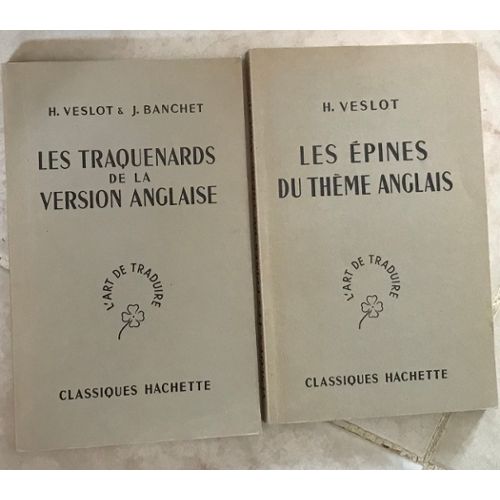 H. VESLOT & J. BANCHET
LES TRAQUENARDS
DE LA
VERSION ANGLAISE
L'ART DE TRADUIRE
CLASSIQUES HACHETTE
H. VESLOT
LES ÉPINES
DU THÈME ANGLAIS
L'ART DE TRADUIRE
CLASSIQUES HACHETTE